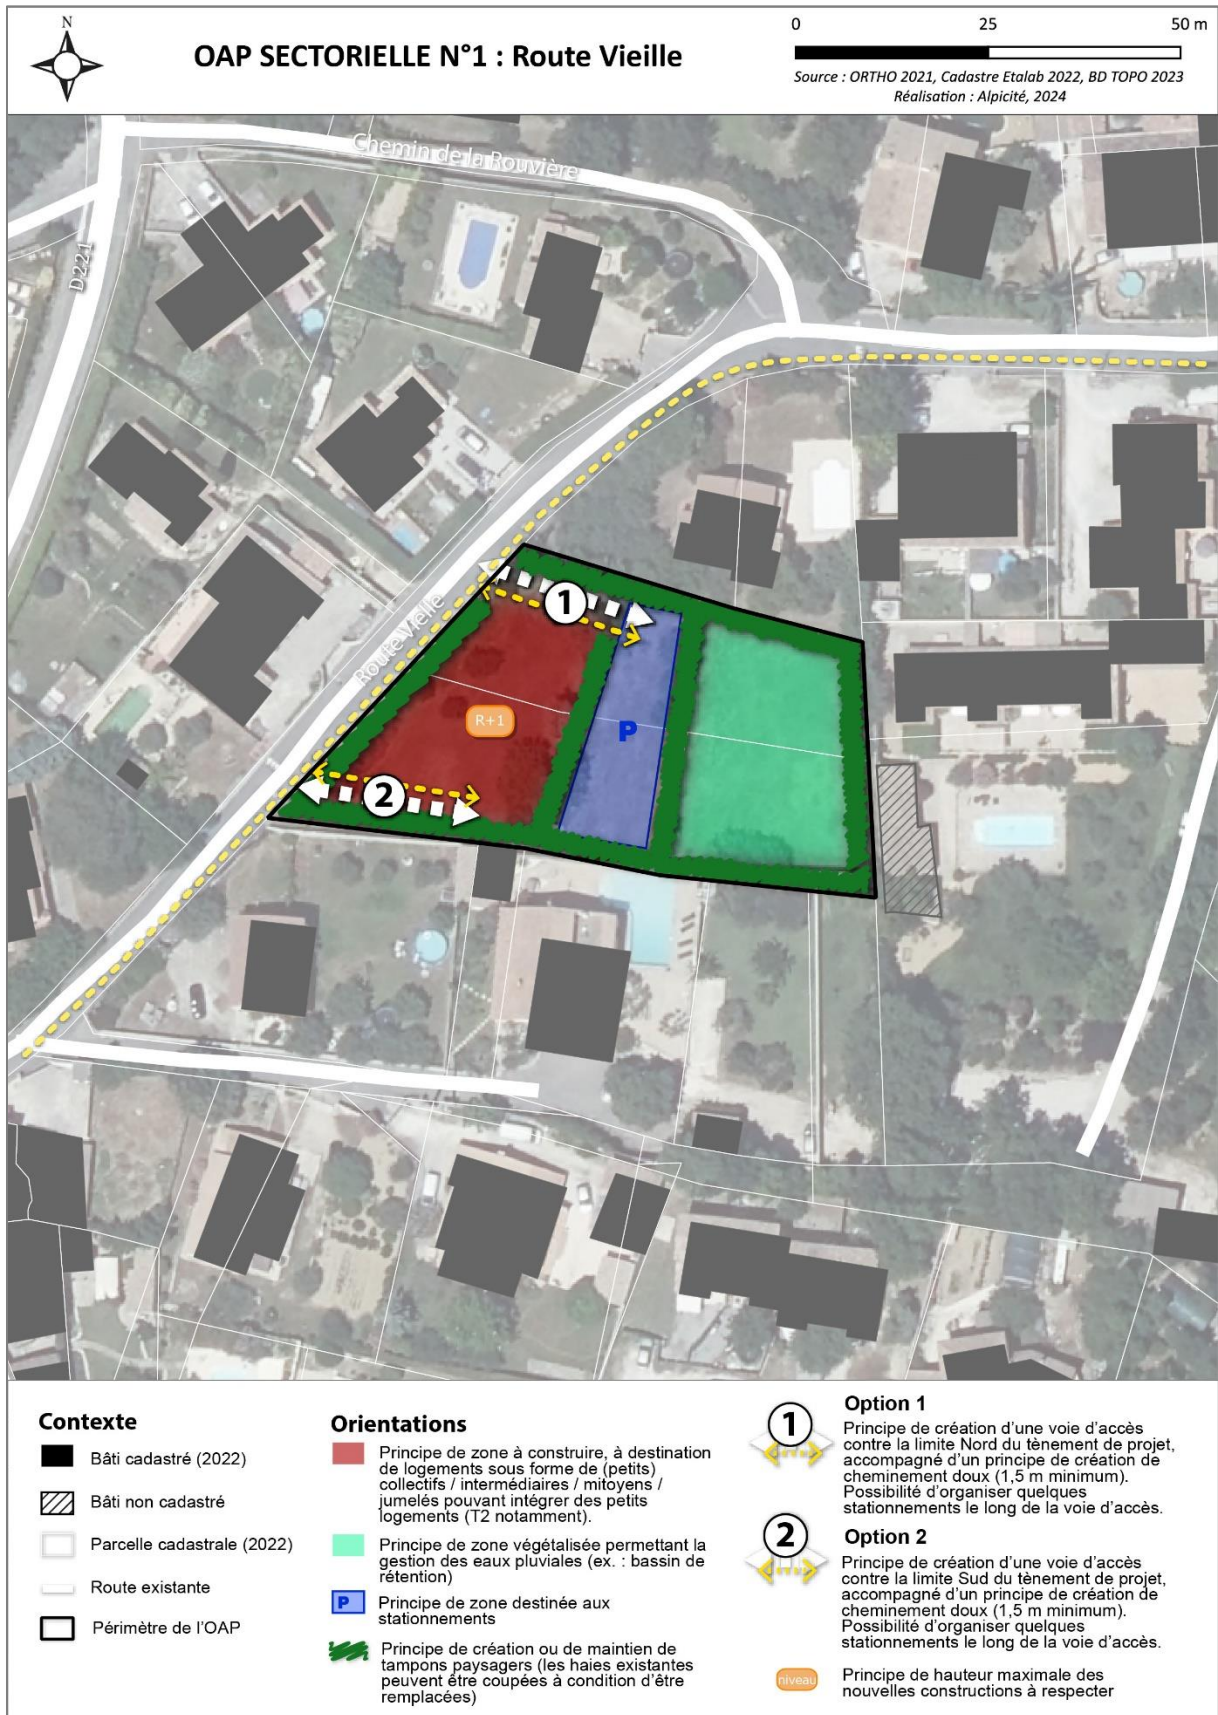 N
OAP SECTORIELLE N°1 : Route Vieille
0 25 50 m
Source : ORTHO 2021, Cadastre Etalab 2022, BD TOPO 2023
Réalisation : Alpicité, 2024
Chemin de la Rouvière
D221
Route Vieille
1
R+1
P
2
Contexte
Bâti cadastré (2022)
Bâti non cadastré
Parcelle cadastrale (2022)
Route existante
Périmètre de l'OAP
Orientations
Principe de zone à construire, à destination
de logements sous forme de (petits)
collectifs / intermédiaires / mitoyens /
jumelés pouvant intégrer des petits
logements (T2 notamment).
Principe de zone végétalisée permettant la
gestion des eaux pluviales (ex. : bassin de
rétention)
P
Principe de zone destinée aux
stationnements
Principe de création ou de maintien de
tampons paysagers (les haies existantes
peuvent être coupées à condition d'être
remplacées)
1
Option 1
Principe de création d'une voie d'accès
contre la limite Nord du tènement de projet,
accompagné d'un principe de création de
cheminement doux (1,5 m minimum).
Possibilité d'organiser quelques
stationnements le long de la voie d'accès.
2
Option 2
Principe de création d'une voie d'accès
contre la limite Sud du tènement de projet,
accompagné d'un principe de création de
cheminement doux (1,5 m minimum).
Possibilité d'organiser quelques
stationnements le long de la voie d'accès.
niveau
Principe de hauteur maximale des
nouvelles constructions à respecter